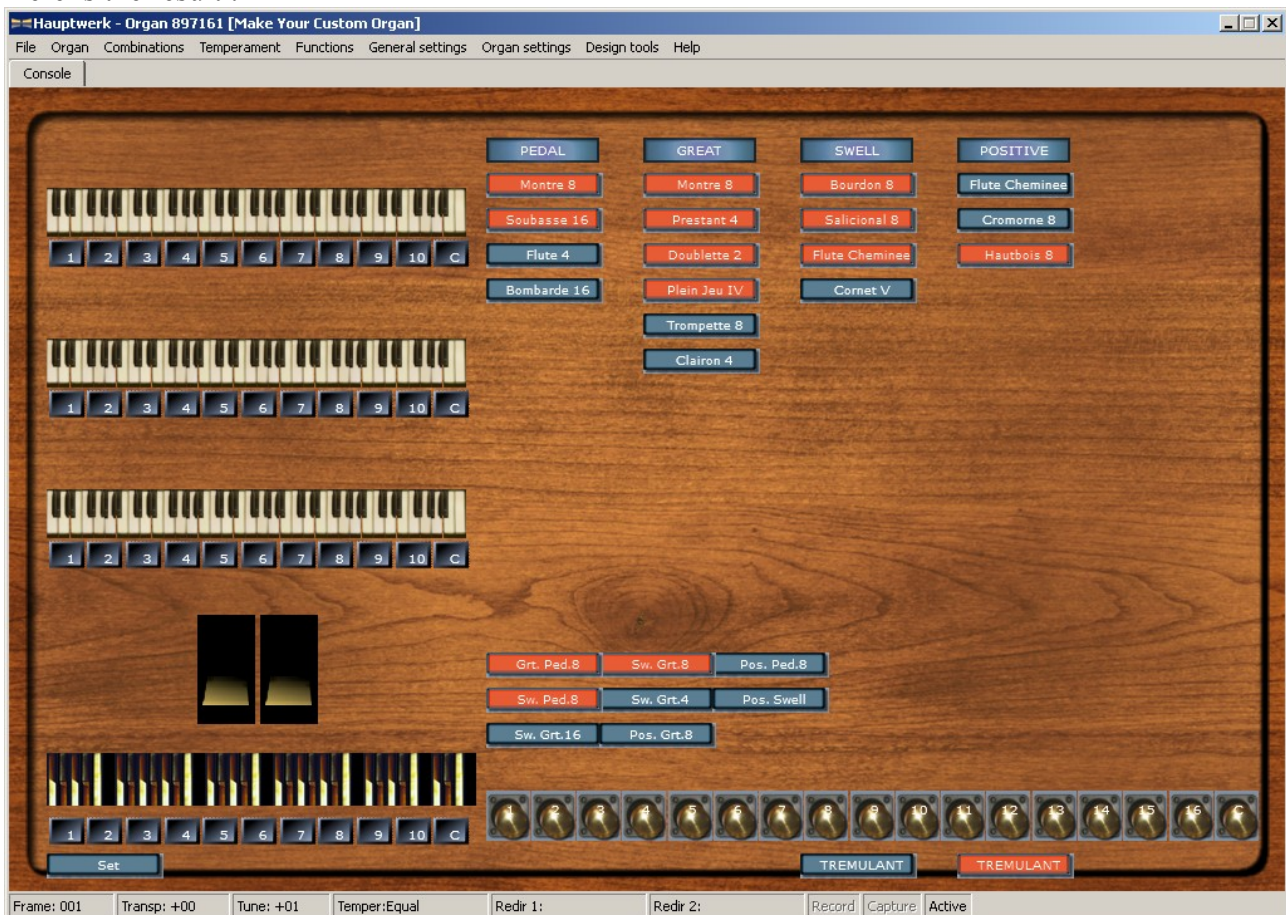 Hauptwerk - Organ 897161 [Make Your Custom Organ]
File Organ Combinations Temperament Functions General settings Organ settings Design tools Help
Console
PEDAL GREAT SWELL POSITIVE
Montre 8 Montre 8 Bourdon 8 Flute Cheminee
Soubasse 16 Prestant 4 Salicional 8 Cromorne 8
1 2 3 4 5 6 7 8 9 10 C Flute 4 Doublette 2 Flute Cheminee Hautbois 8
Bombarde 16 Plein Jeu IV Cornet V
Trompette 8
Clairon 4
1 2 3 4 5 6 7 8 9 10 C
1 2 3 4 5 6 7 8 9 10 C
Grt. Ped.8 Sw. Grt.8 Pos. Ped.8
Sw. Ped.8 Sw. Grt.4 Pos. Swell
Sw. Grt.16 Pos. Grt.8
1 2 3 4 5 6 7 8 9 10 11 12 13 14 15 16 C
1 2 3 4 5 6 7 8 9 10 C
Set TREMULANT TREMULANT
Frame: 001 Transp: +00 Tune: +01 Temper:Equal Redir 1: Redir 2: Record Capture Active